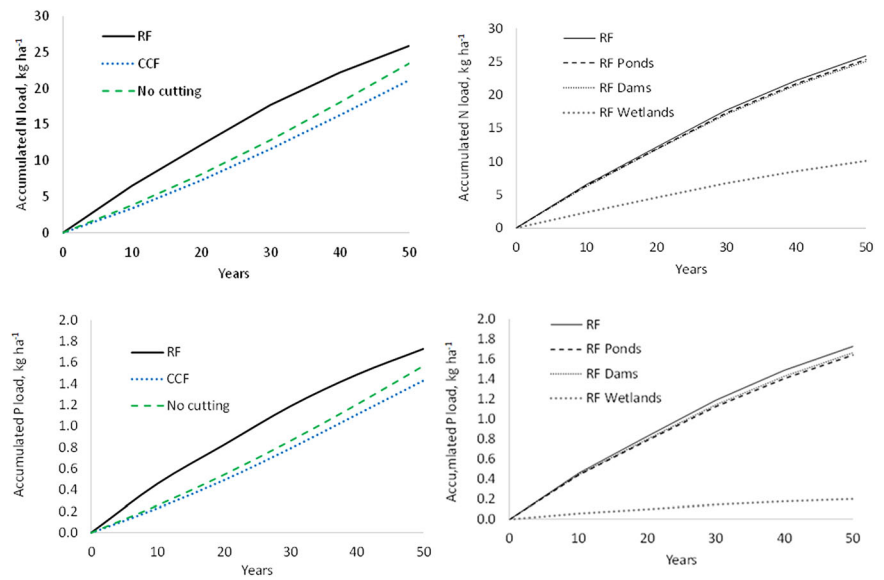 Accumulated N load, kg ha⁻¹
30
25
20
15
10
5
0
RF
CCF
No cutting
0 10 20 30 40 50
Years
Accumulated N load, kg ha⁻¹
30
25
20
15
10
5
0
RF
RF Ponds
RF Dams
RF Wetlands
0 10 20 30 40 50
Years
Accumulated P load, kg ha⁻¹
2.0
1.8
1.6
1.4
1.2
1.0
0.8
0.6
0.4
0.2
0.0
RF
CCF
No cutting
0 10 20 30 40 50
Years
Accu,mlated P load, kg ha⁻¹
2.0
1.8
1.6
1.4
1.2
1.0
0.8
0.6
0.4
0.2
0.0
RF
RF Ponds
RF Dams
RF Wetlands
0 10 20 30 40 50
Years